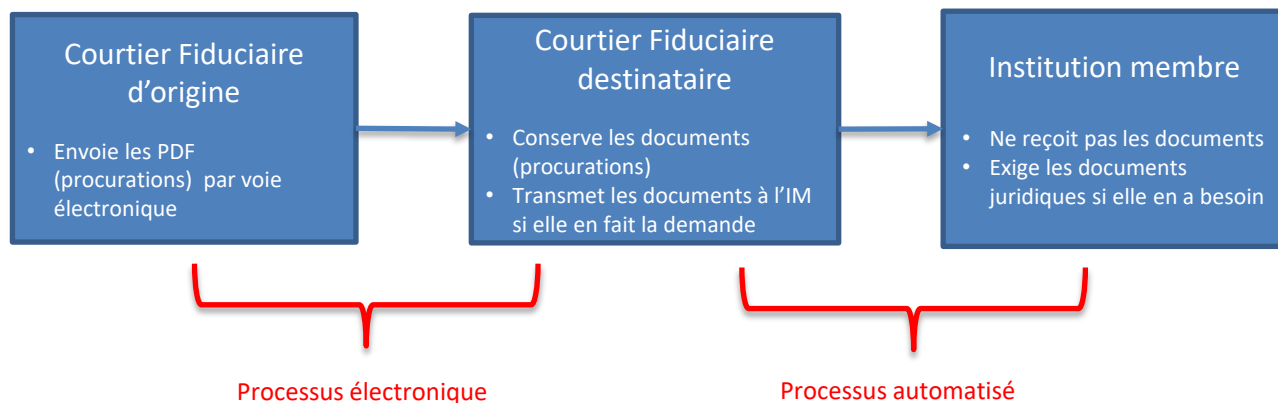 Courtier Fiduciaire
d’origine
• Envoie les PDF
(procurations) par voie
électronique
Courtier Fiduciaire
destinataire
• Conserve les documents
(procurations)
• Transmet les documents à l’IM
si elle en fait la demande
Institution membre
• Ne reçoit pas les documents
• Exige les documents
juridiques si elle en a besoin
Processus électronique
Processus automatisé